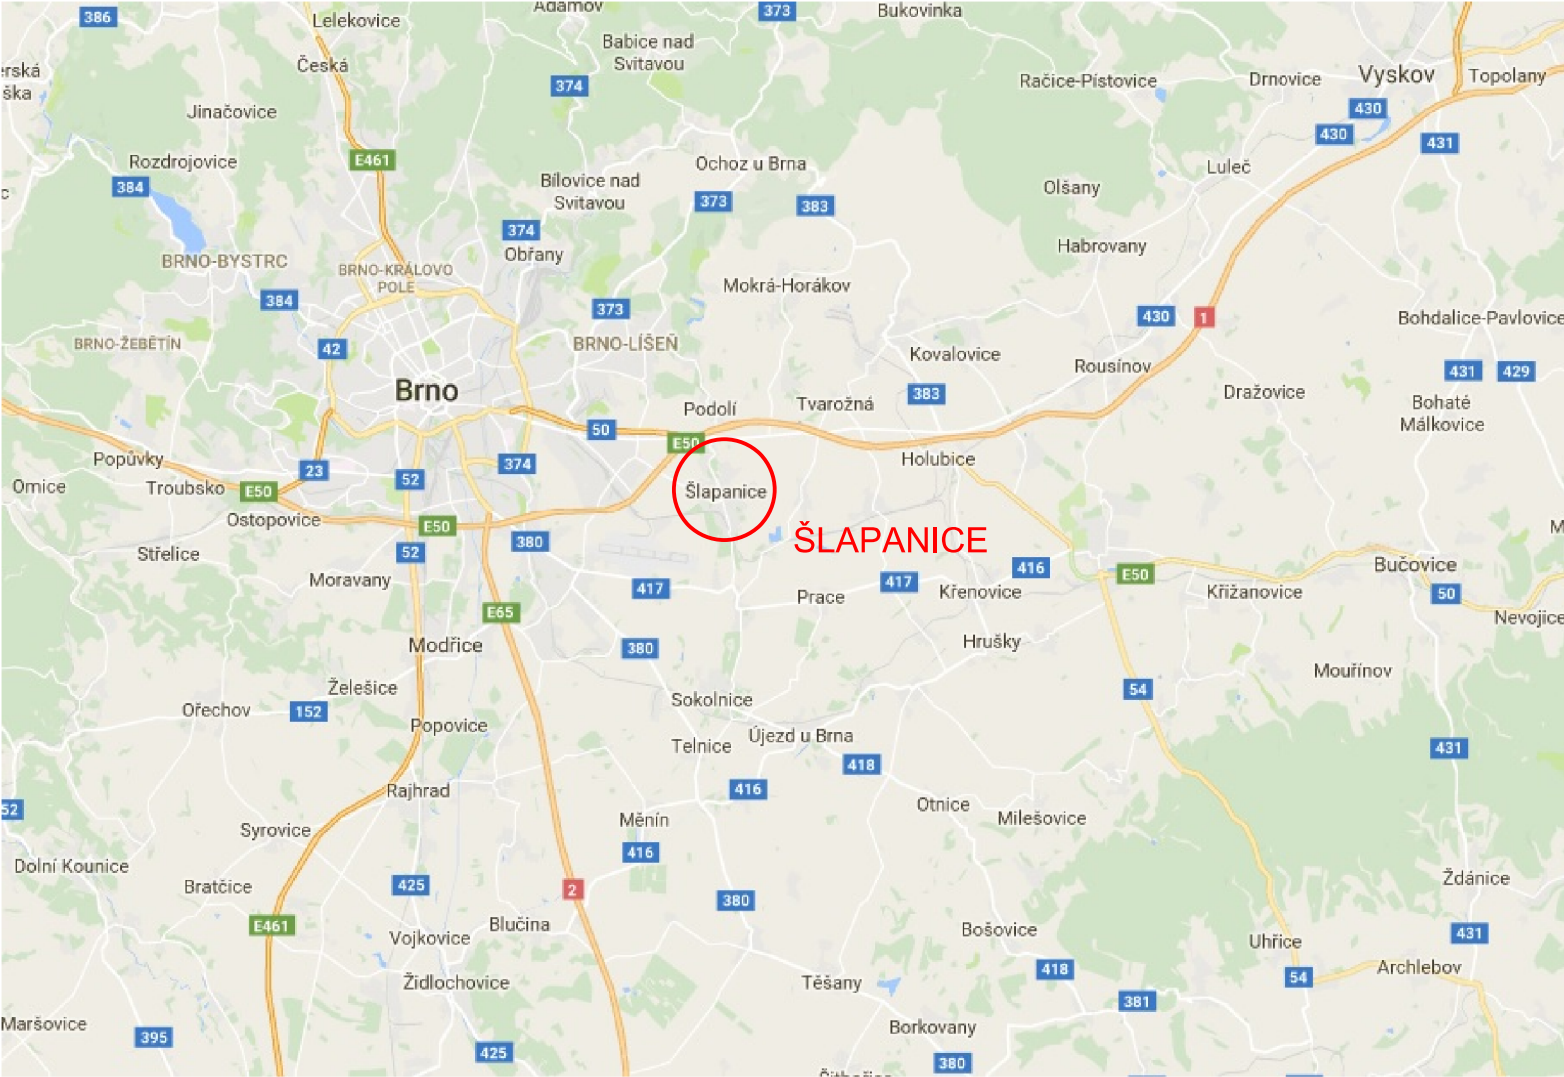 386
Lelekovice
Adamov
373
Bukovinka
Babice nad
Svitavou
Česká
erská
ška
374
Račice-Pístovice
Drnovice
Vyskov
Topolany
Jinačovice
430
430
431
Rozdrojovice
E461
Ochoz u Brna
Luleč
384
Bílovice nad
Svitavou
373
383
Olšany
c
374
Obřany
Habrovany
BRNO-BYSTRC
BRNO-KRÁLOVO
POLE
Mokrá-Horákov
384
373
430
1
Bohdalice-Pavlovice
BRNO-ŽEBĚTÍN
42
BRNO-LÍŠEŇ
Kovalovice
Rousínov
431
429
Brno
383
Dražovice
Podolí
Tvarožná
Bohaté
Málkovice
50
E50
Popůvky
23
52
374
Holubice
Omice
Troubsko
E50
Šlapanice
Ostopovice
E50
M
Střelice
52
380
ŠLAPANICE
Moravany
417
417
416
E50
Bučovice
Prace
Křenovice
Křižanovice
50
E65
Nevojice
Modřice
380
Hrušky
Mouřínov
Želešice
54
Ořechov
152
Sokolnice
Popovice
Telnice
Újezd u Brna
431
418
Rajhrad
416
52
Otnice
Syrovice
Měnín
Milešovice
416
Dolní Kounice
Bratčice
425
2
380
Ždánice
E461
Blučina
Vojkovice
Bošovice
431
Uhřice
Židlochovice
418
54
Archlebov
Těšany
381
Maršovice
395
Borkovany
425
380